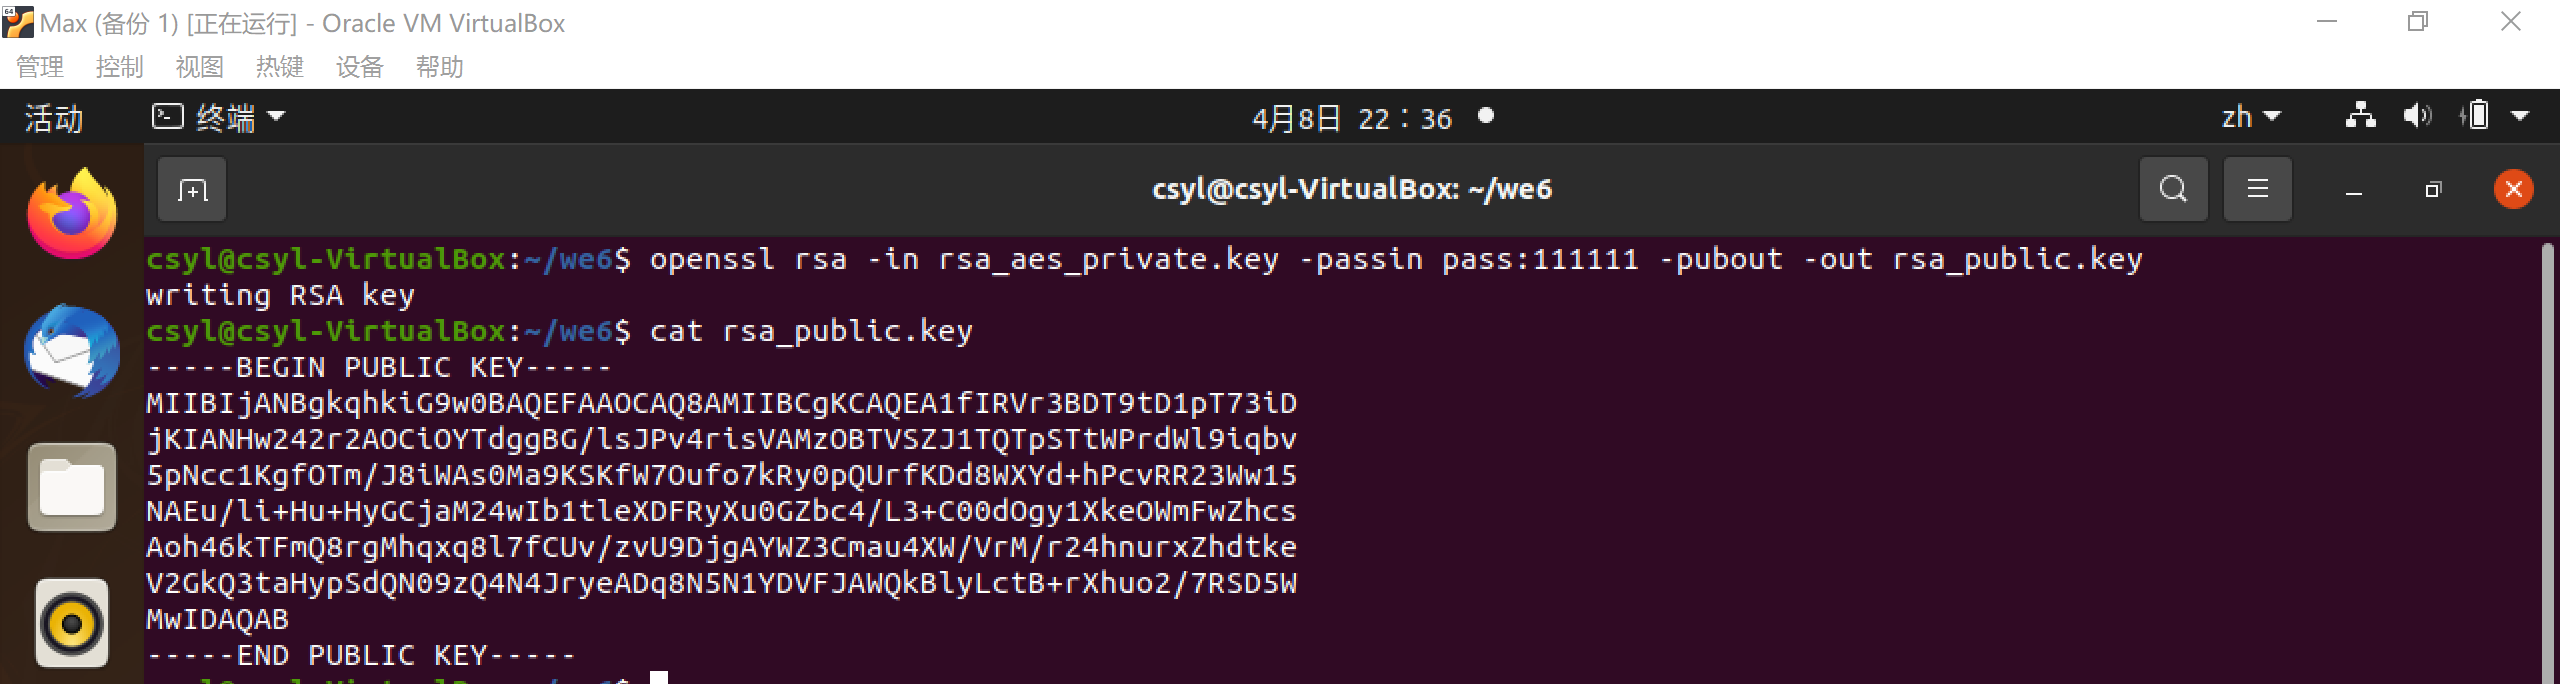 Max (备份 1) [正在运行] - Oracle VM VirtualBox
管理 控制 视图 热键 设备 帮助
活动 终端 4月8日 22：36 zh
csyl@csyl-VirtualBox: ~/we6
csyl@csyl-VirtualBox:~/we6$ openssl rsa -in rsa_aes_private.key -passin pass:111111 -pubout -out rsa_public.key
writing RSA key
csyl@csyl-VirtualBox:~/we6$ cat rsa_public.key
-----BEGIN PUBLIC KEY-----
MIIBIjANBgkqhkiG9w0BAQEFAAOCAQ8AMIIBCgKCAQEA1fIRVr3BDT9tD1pT73iD
jKIANHw242r2AOCiOYTdggBG/lsJPv4risVAMzOBTVSZJ1TQTpSTtWPrdWl9iqbv
5pNcc1KgfOTm/J8iWAs0Ma9KSKfW7Oufo7kRy0pQUrfKDd8WXYd+hPcvRR23Ww15
NAEu/li+Hu+HyGCjaM24wIb1tleXDFRyXu0GZbc4/L3+C00dOgy1XkeOWmFwZhcs
Aoh46kTFmQ8rgMhqxq8l7fCUv/zvU9DjgAYWZ3Cmau4XW/VrM/r24hnurxZhdtke
V2GkQ3taHypSdQN09zQ4N4JryeADq8N5N1YDVFJAWQkBlyLctB+rXhuo2/7RSD5W
MwIDAQAB
-----END PUBLIC KEY-----